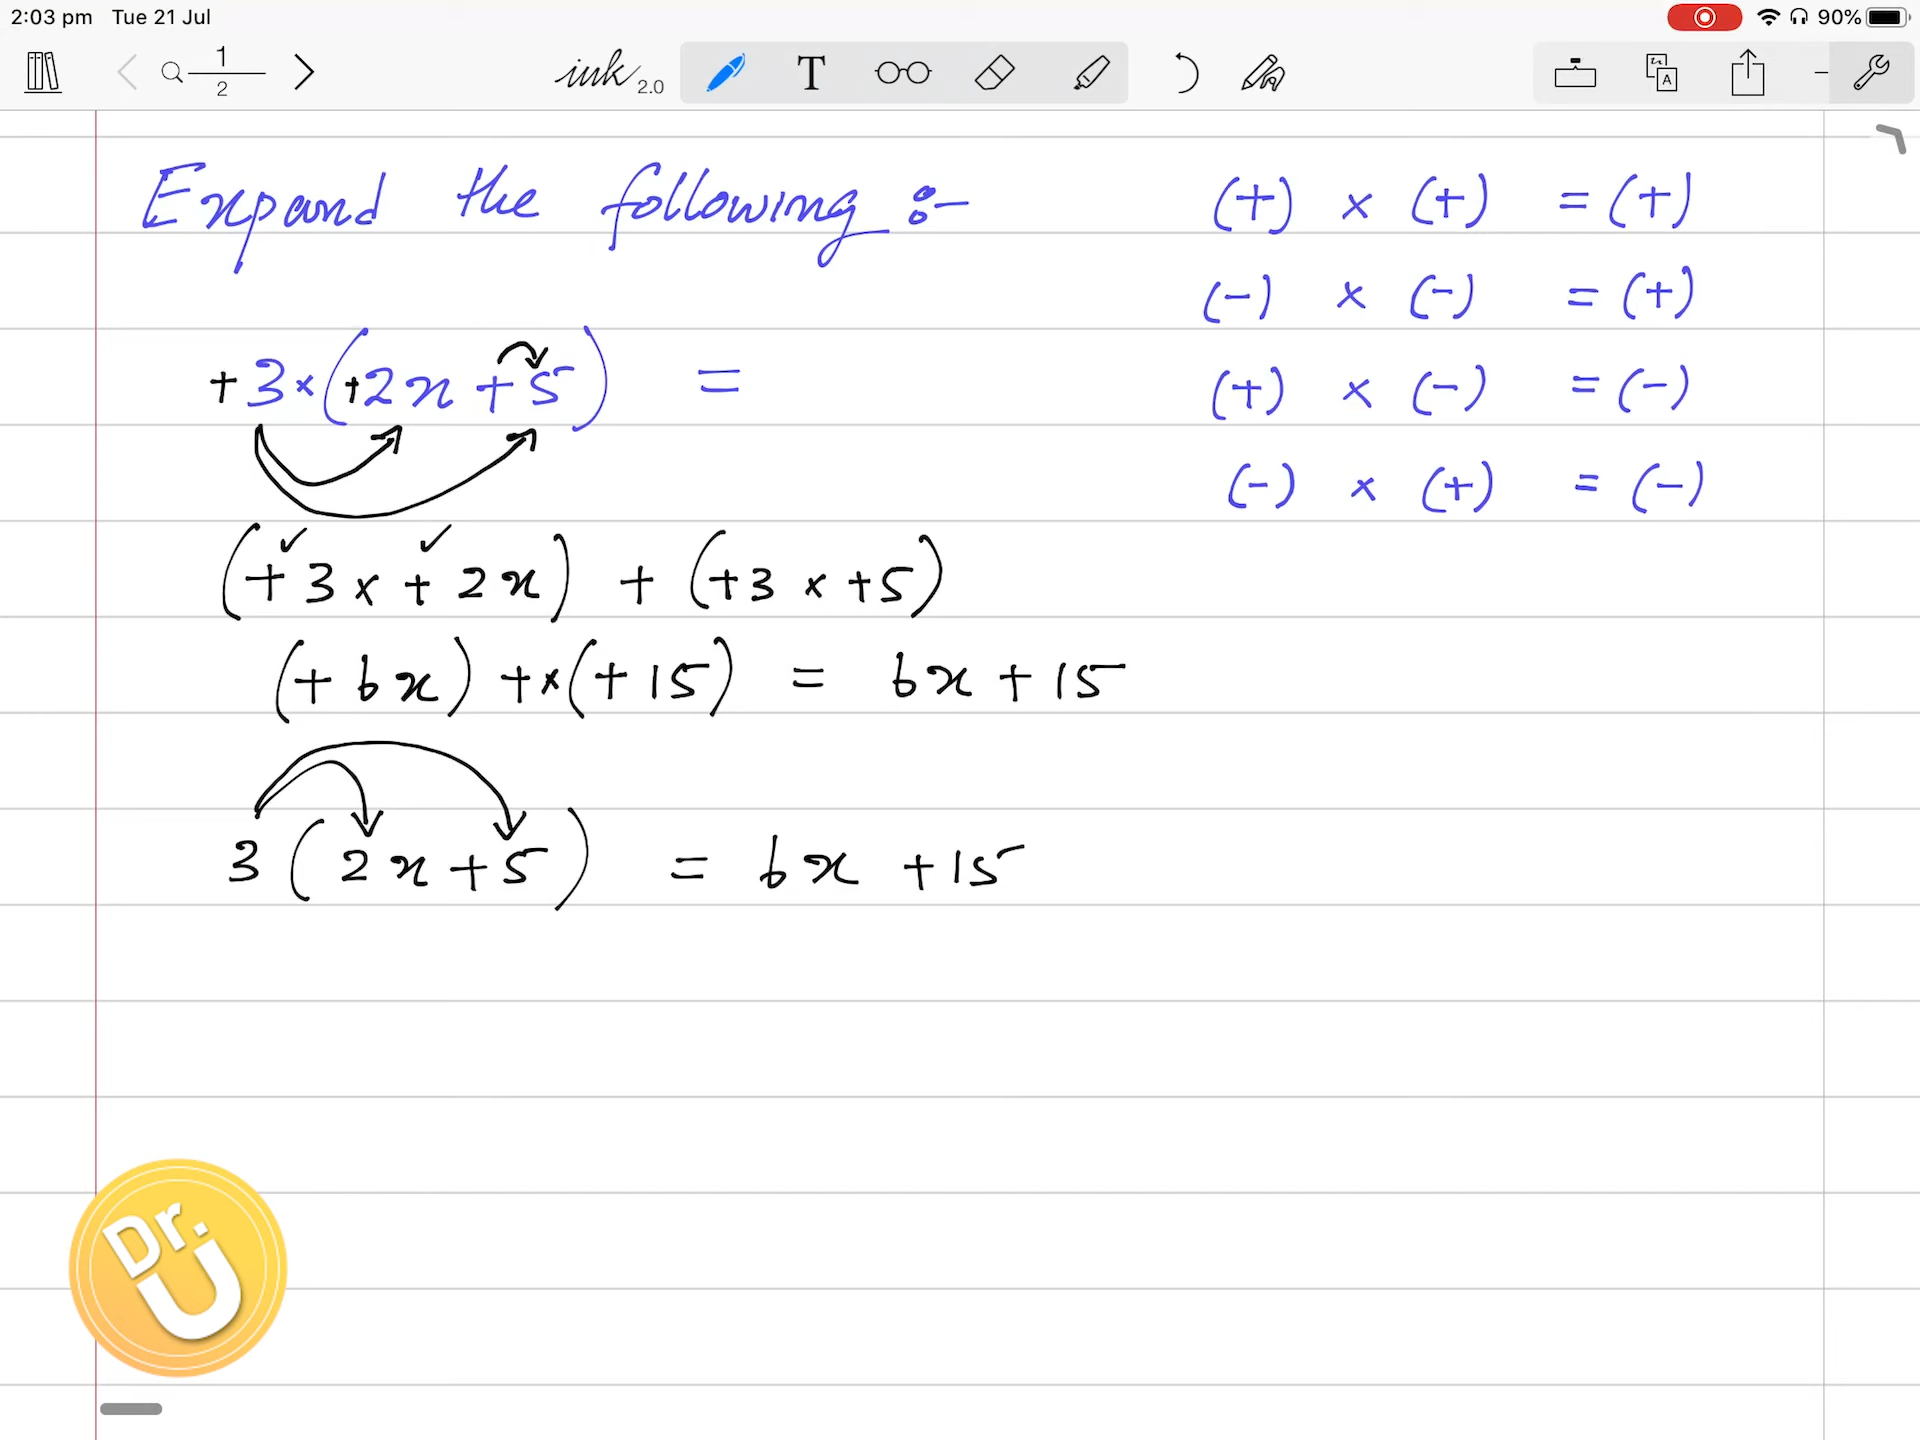 2:03 pm Tue 21 Jul 90%
1/2 ink 2.0 T
Expand the following :-
+3×(+2x +5) =
(+3 × +2x) + (+3 × +5)
(+6x) +×(+15) = 6x + 15
3(2x+5) = 6x +15
(+) × (+) = (+)
(-) × (-) = (+)
(+) × (-) = (-)
(-) × (+) = (-)
Dr.
U